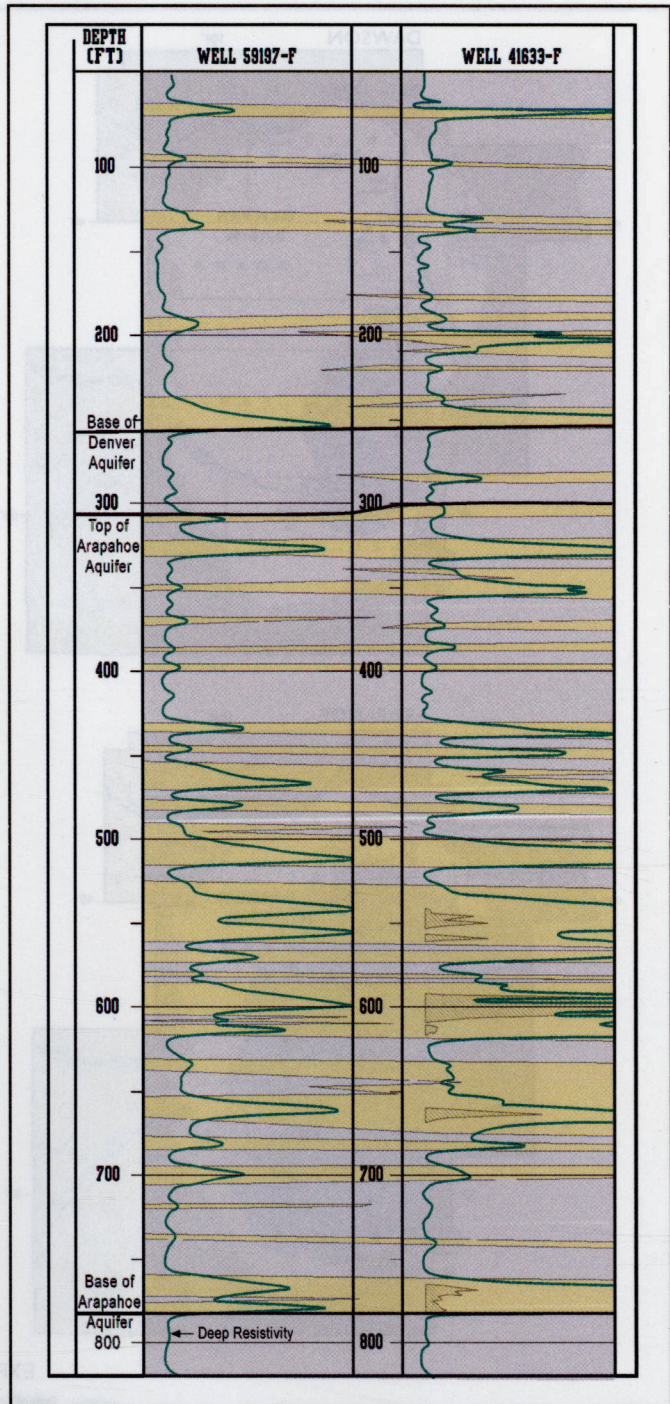 DEPTH
(FT)
WELL 59197-F
WELL 41633-F
100
100
200
200
Base of
Denver
Aquifer
300
300
Top of
Arapahoe
Aquifer
400
400
500
500
600
600
700
700
Base of
Arapahoe
Aquifer
800
Deep Resistivity
800